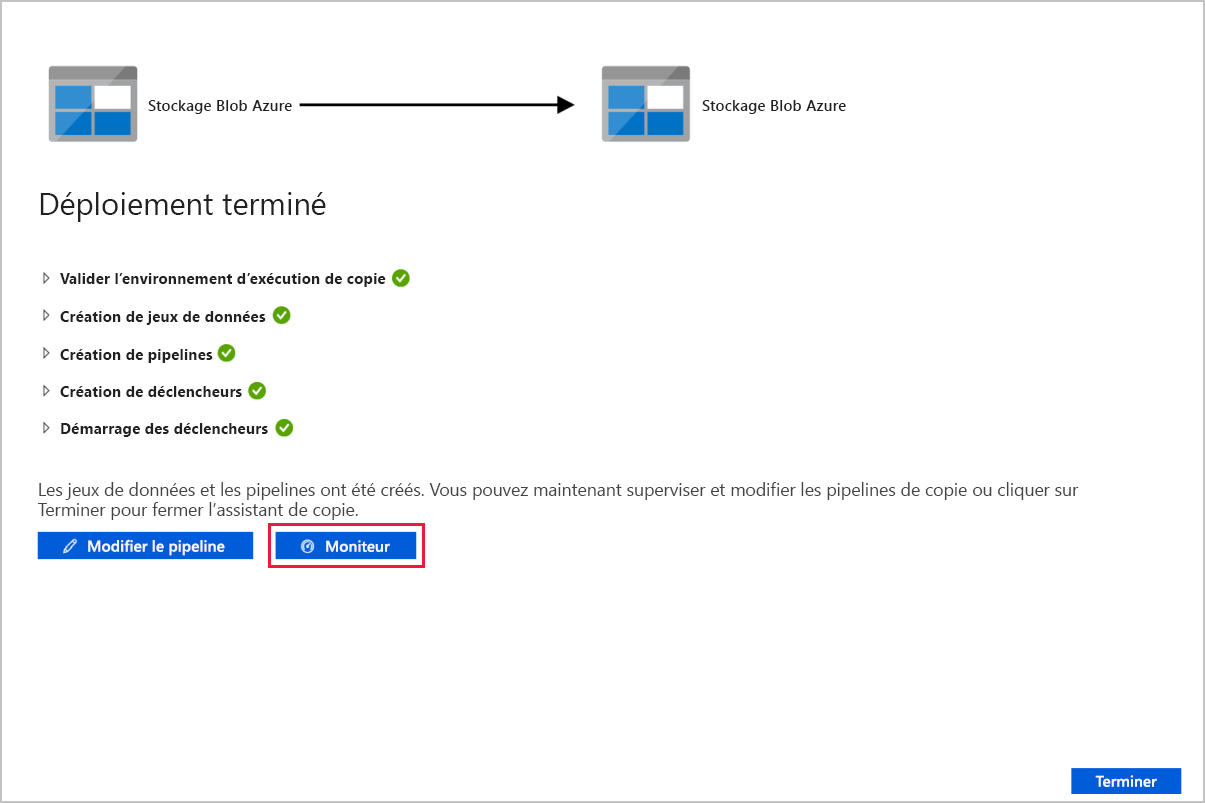 Stockage Blob Azure
Stockage Blob Azure
Déploiement terminé
Valider l’environnement d’exécution de copie
Création de jeux de données
Création de pipelines
Création de déclencheurs
Démarrage des déclencheurs
Les jeux de données et les pipelines ont été créés. Vous pouvez maintenant superviser et modifier les pipelines de copie ou cliquer sur
Terminer pour fermer l’assistant de copie.
Modifier le pipeline
Moniteur
Terminer